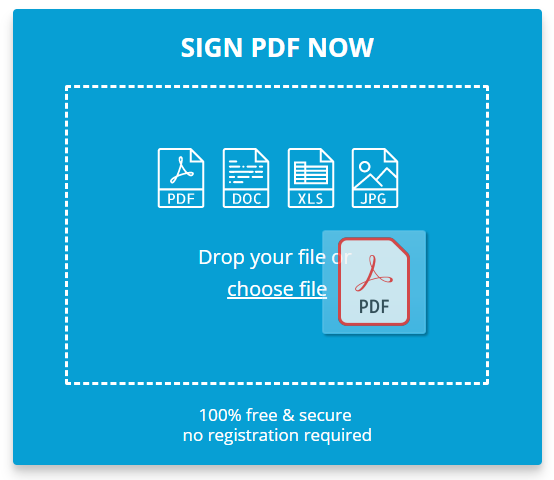 SIGN PDF NOW
PDF DOC XLS JPG
Drop your file or
choose file
PDF
100% free & secure
no registration required